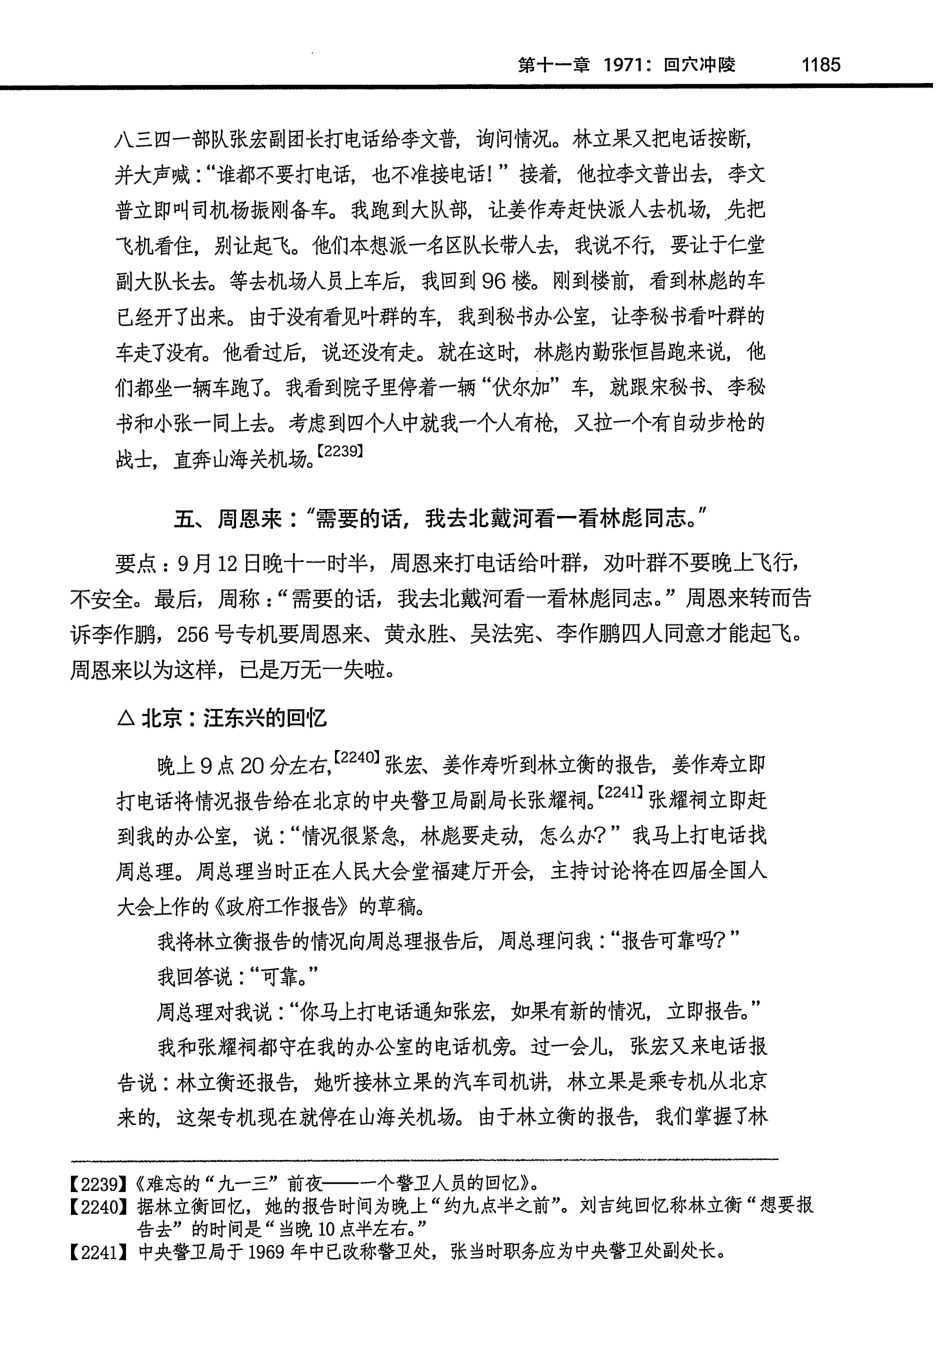 第十一章 1971：回穴冲陵 1185
八三四一部队张宏副团长打电话给李文普，询问情况。林立果又把电话按断，
并大声喊：“谁都不要打电话，也不准接电话！”接着，他拉李文普出去，李文
普立即叫司机杨振刚备车。我跑到大队部，让姜作寿赶快派人去机场，先把
飞机看住，别让起飞。他们本想派一名区队长带人去，我说不行，要让于仁堂
副大队长去。等去机场人员上车后，我回到 96 楼。刚到楼前，看到林彪的车
已经开了出来。由于没有看见叶群的车，我到秘书办公室，让李秘书看叶群的
车走了没有。他看过后，说还没有走。就在这时，林彪内勤张恒昌跑来说，他
们都坐一辆车跑了。我看到院子里停着一辆“伏尔加”车，就跟宋秘书、李秘
书和小张一同上去。考虑到四个人中就我一个人有枪，又拉一个有自动步枪的
战士，直奔山海关机场。【2239】
五、周恩来：“需要的话，我去北戴河看一看林彪同志。”
要点：9 月 12 日晚十一时半，周恩来打电话给叶群，劝叶群不要晚上飞行，
不安全。最后，周称：“需要的话，我去北戴河看一看林彪同志。”周恩来转而告
诉李作鹏，256 号专机要周恩来、黄永胜、吴法宪、李作鹏四人同意才能起飞。
周恩来以为这样，已是万无一失啦。
△ 北京：汪东兴的回忆
晚上 9 点 20 分左右，【2240】张宏、姜作寿听到林立衡的报告，姜作寿立即
打电话将情况报告给在北京的中央警卫局副局长张耀祠。【2241】张耀祠立即赶
到我的办公室，说：“情况很紧急，林彪要走动，怎么办？”我马上打电话找
周总理。周总理当时正在人民大会堂福建厅开会，主持讨论将在四届全国人
大会上作的《政府工作报告》的草稿。
我将林立衡报告的情况向周总理报告后，周总理问我：“报告可靠吗？”
我回答说：“可靠。”
周总理对我说：“你马上打电话通知张宏，如果有新的情况，立即报告。”
我和张耀祠都守在我的办公室的电话机旁。过一会儿，张宏又来电话报
告说：林立衡还报告，她听接林立果的汽车司机讲，林立果是乘专机从北京
来的，这架专机现在就停在山海关机场。由于林立衡的报告，我们掌握了林
【2239】《难忘的“九一三”前夜——一个警卫人员的回忆》。
【2240】据林立衡回忆，她的报告时间为晚上“约九点半之前”。刘吉纯回忆称林立衡“想要报
告去”的时间是“当晚 10 点半左右。”
【2241】中央警卫局于 1969 年中已改称警卫处，张当时职务应为中央警卫处副处长。